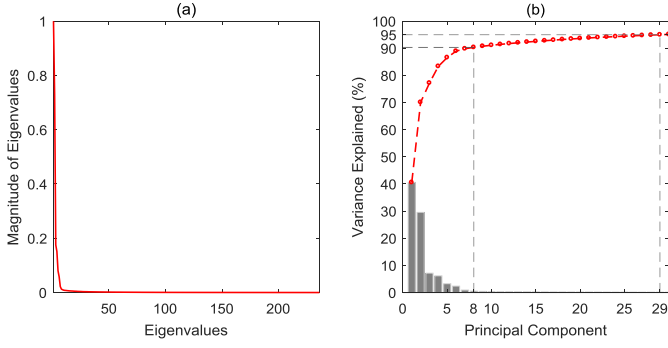 (a)
Magnitude of Eigenvalues
1
0.8
0.6
0.4
0.2
0
50 100 150 200
Eigenvalues
(b)
Variance Explained (%)
100
95
90
80
70
60
50
40
30
20
10
0
0 5 8 10 15 20 25 29
Principal Component